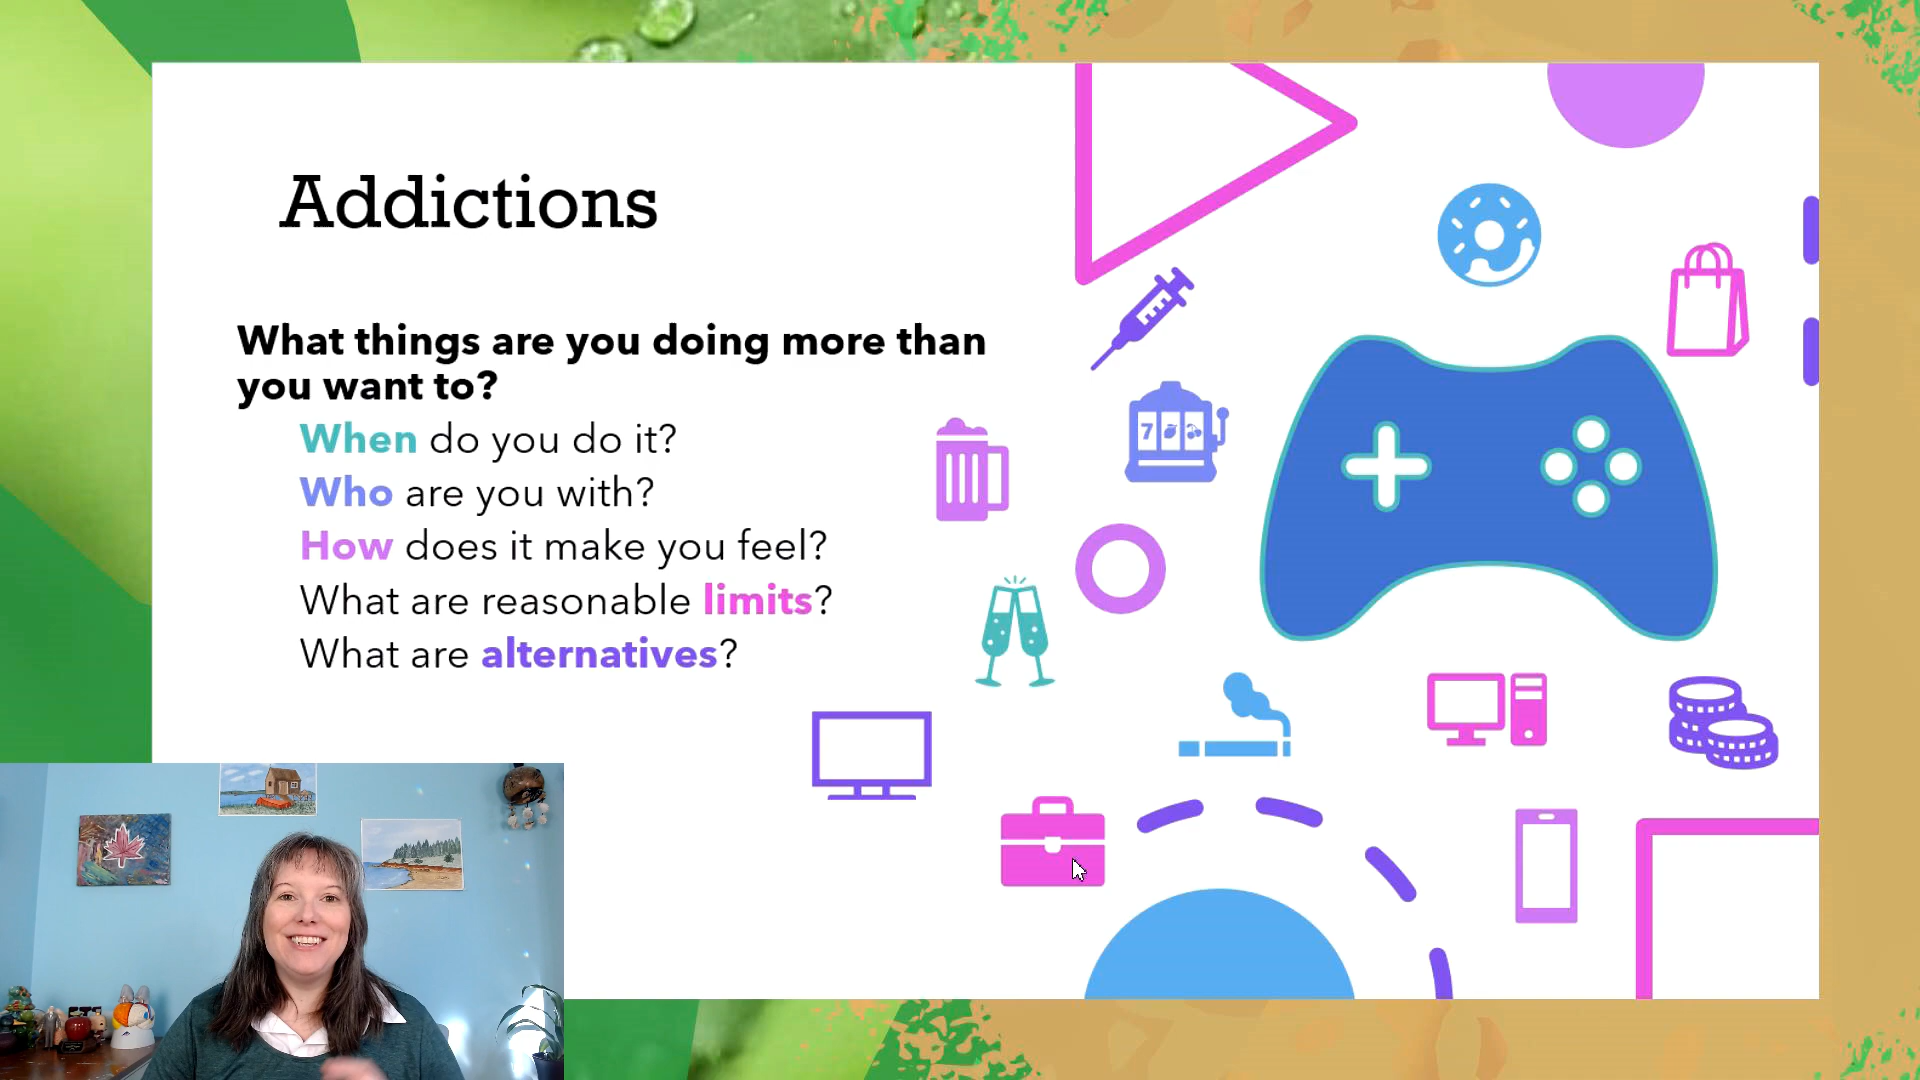 Addictions
What things are you doing more than
you want to?
When do you do it?
Who are you with?
How does it make you feel?
What are reasonable limits?
What are alternatives?
7